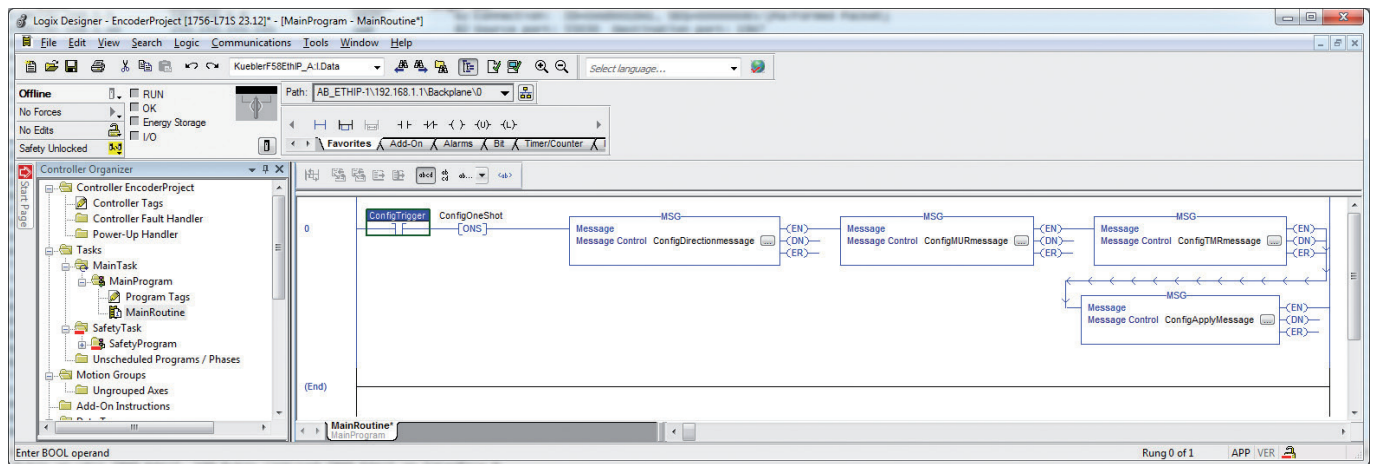 Logix Designer - EncoderProject [1756-L71S 23.12]* - [MainProgram - MainRoutine*]
File Edit View Search Logic Communications Tools Window Help
KueblerF58EthIP_A:I.Data
Select language...
Offline
RUN
No Forces
OK
No Edits
Energy Storage
Safety Unlocked
I/O
Path: AB_ETHIP-1\192.168.1.1\Backplane\0
Favorites Add-On Alarms Bit Timer/Counter
Start Page
Controller Organizer
Controller EncoderProject
Controller Tags
Controller Fault Handler
Power-Up Handler
Tasks
MainTask
MainProgram
Program Tags
MainRoutine
SafetyTask
SafetyProgram
Unscheduled Programs / Phases
Motion Groups
Ungrouped Axes
Add-On Instructions
0
ConfigTrigger
ConfigOneShot
ONS
MSG
Message
Message Control ConfigDirectionmessage ...
EN
DN
ER
MSG
Message
Message Control ConfigMURmessage ...
EN
DN
ER
MSG
Message
Message Control ConfigTMRmessage ...
EN
DN
ER
MSG
Message
Message Control ConfigApplyMessage ...
EN
DN
ER
(End)
MainRoutine*
MainProgram
Enter BOOL operand
Rung 0 of 1 APP VER